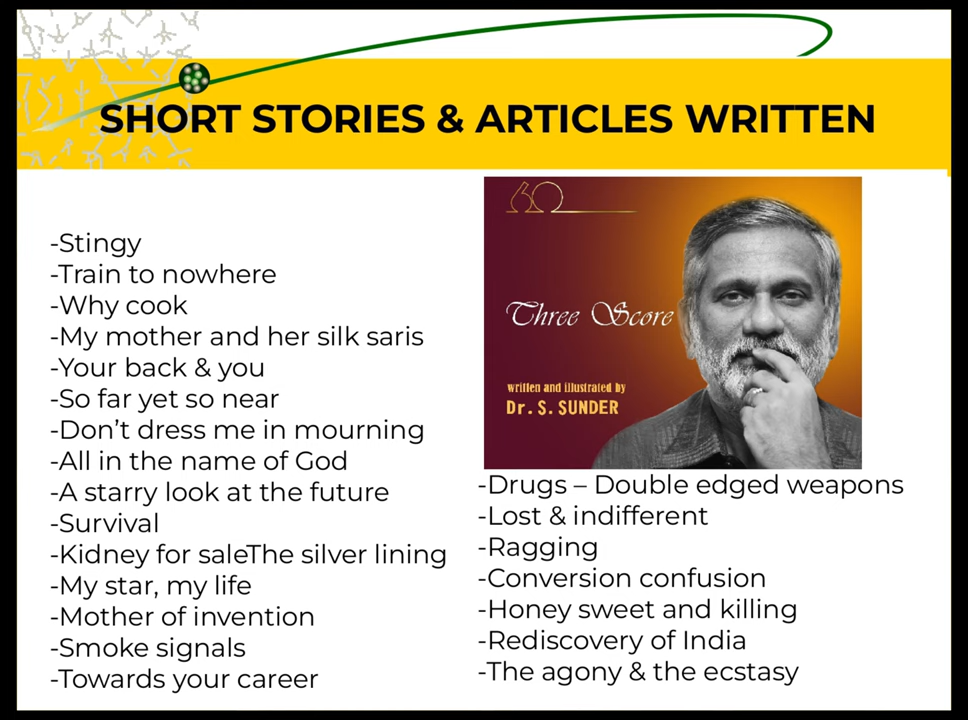 SHORT STORIES & ARTICLES WRITTEN
-Stingy
-Train to nowhere
-Why cook
-My mother and her silk saris
-Your back & you
-So far yet so near
-Don’t dress me in mourning
-All in the name of God
-A starry look at the future
-Survival
-Kidney for saleThe silver lining
-My star, my life
-Mother of invention
-Smoke signals
-Towards your career
60
Three Score
written and illustrated by
Dr. S. SUNDER
-Drugs – Double edged weapons
-Lost & indifferent
-Ragging
-Conversion confusion
-Honey sweet and killing
-Rediscovery of India
-The agony & the ecstasy